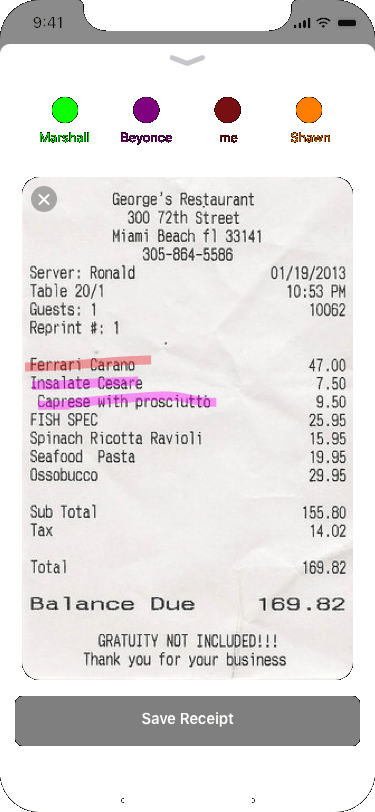 9:41
Marshall Beyonce me Shawn
George's Restaurant
300 72th Street
Miami Beach fl 33141
305-864-5586
Server: Ronald 01/19/2013
Table 20/1 10:53 PM
Guests: 1 10062
Reprint #: 1
Ferrari Carano 47.00
Insalate Cesare 7.50
Caprese with prosciutto 9.50
FISH SPEC 25.95
Spinach Ricotta Ravioli 15.95
Seafood Pasta 19.95
Ossobucco 29.95
Sub Total 155.80
Tax 14.02
Total 169.82
Balance Due 169.82
GRATUITY NOT INCLUDED!!!
Thank you for your business
Save Receipt